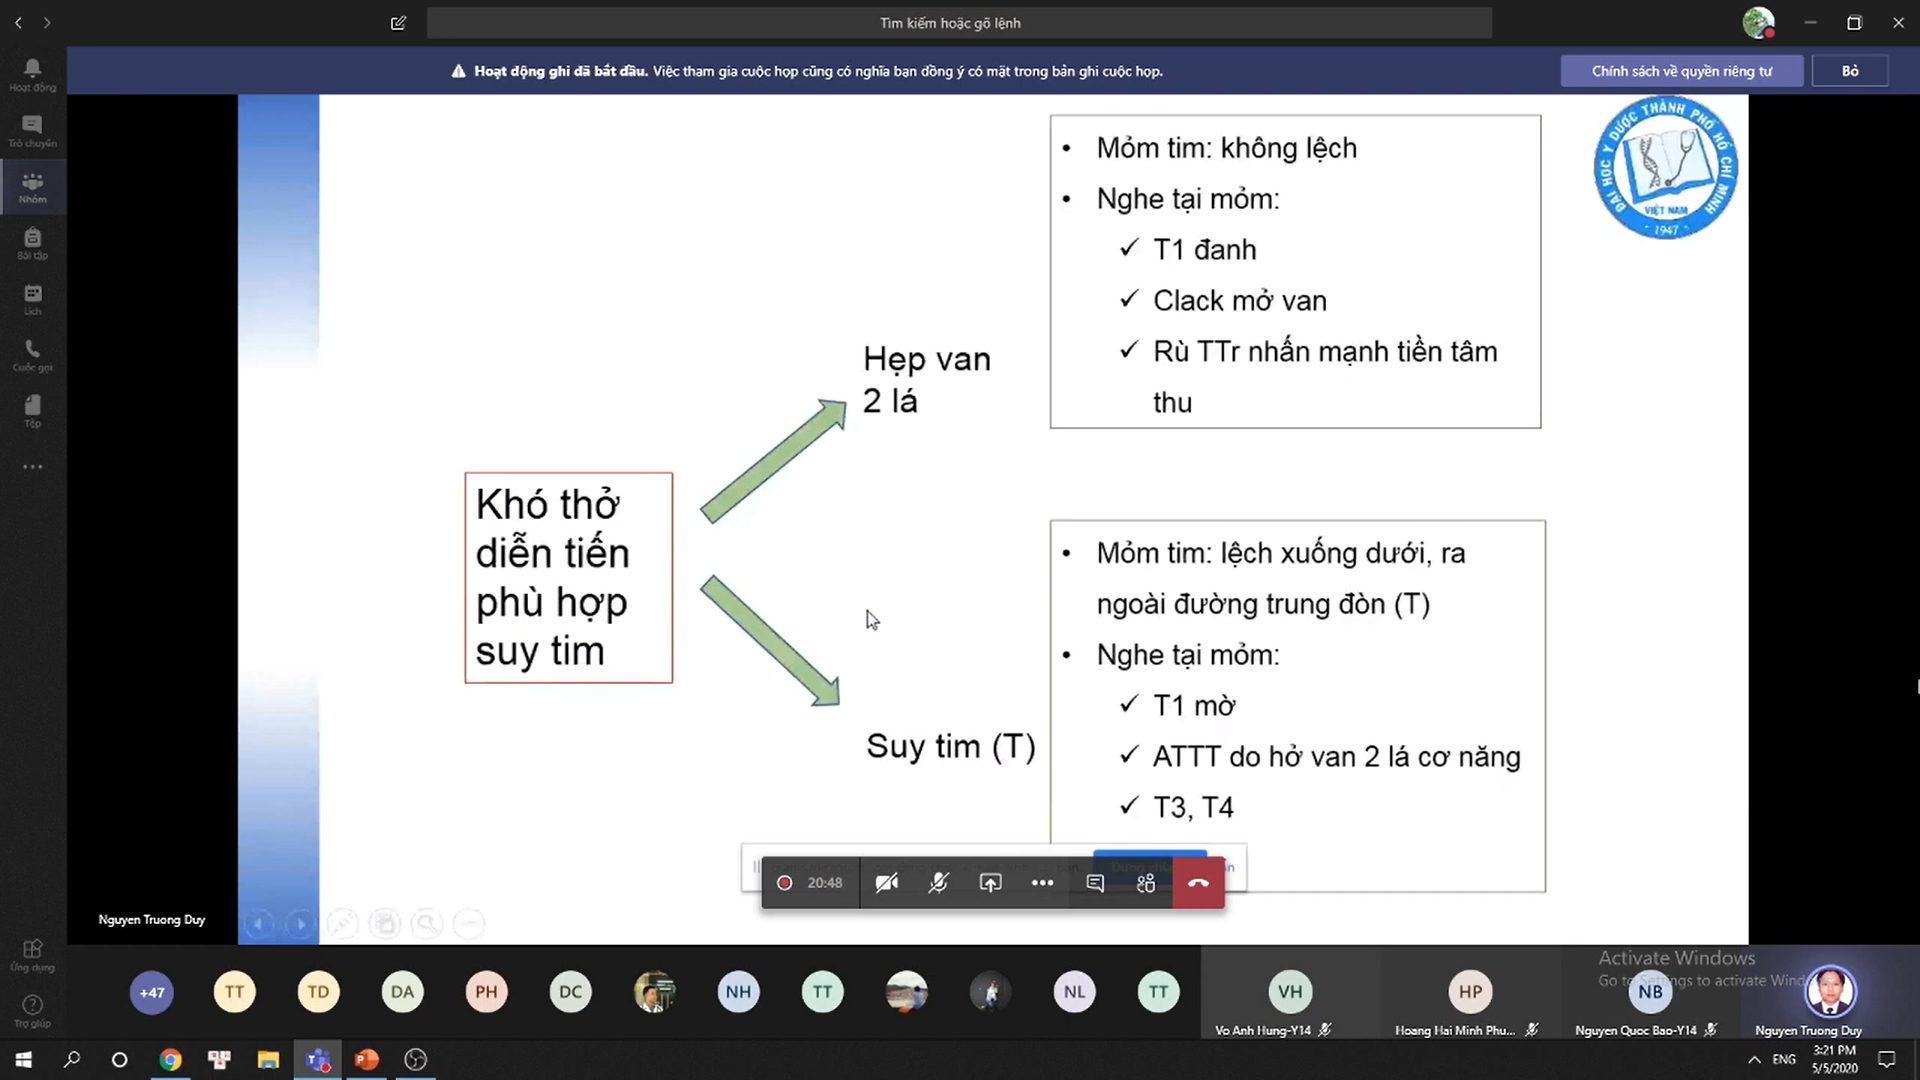 Tìm kiếm hoặc gõ lệnh
Hoạt động ghi đã bắt đầu. Việc tham gia cuộc họp cũng có nghĩa bạn đồng ý có mặt trong bản ghi cuộc họp.
Chính sách về quyền riêng tư
Bỏ
Hoạt động
Trò chuyện
Nhóm
Bài tập
Lịch
Cuộc gọi
Tệp
Ứng dụng
Trợ giúp
• Mỏm tim: không lệch
• Nghe tại mỏm:
✓ T1 đanh
✓ Clack mở van
✓ Rù TTr nhấn mạnh tiền tâm
thu
ĐẠI HỌC Y DƯỢC THÀNH PHỐ HỒ CHÍ MINH
VIỆT NAM
· 1947 ·
Hẹp van
2 lá
Khó thở
diễn tiến
phù hợp
suy tim
Suy tim (T)
• Mỏm tim: lệch xuống dưới, ra
ngoài đường trung đòn (T)
• Nghe tại mỏm:
✓ T1 mờ
✓ ATTT do hở van 2 lá cơ năng
✓ T3, T4
20:48
Nguyen Truong Duy
+47
TT
TD
DA
PH
DC
NH
TT
NL
TT
VH
Vo Anh Hung-Y14
HP
Hoang Hai Minh Phu...
NB
Nguyen Quoc Bao-Y14
Nguyen Truong Duy
Activate Windows
Go to Settings to activate Windows
ENG
3:21 PM
5/5/2020